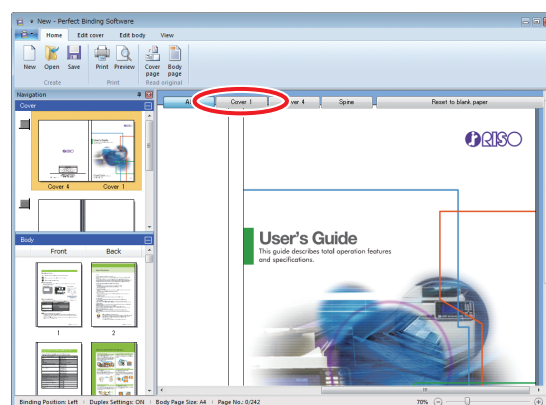 New - Perfect Binding Software
Home Edit cover Edit body View
New Open Save Print Preview Cover page Body page
Create Print Read original
Navigation
Cover
Cover 1 Spine Reset to blank paper
RISO
Cover 4 Cover 1
User's Guide
This guide describes total operation features
and specifications.
Body
Front Back
1 2
Binding Position: Left Duplex Settings: ON Body Page Size: A4 Page No.: 0/242 70%